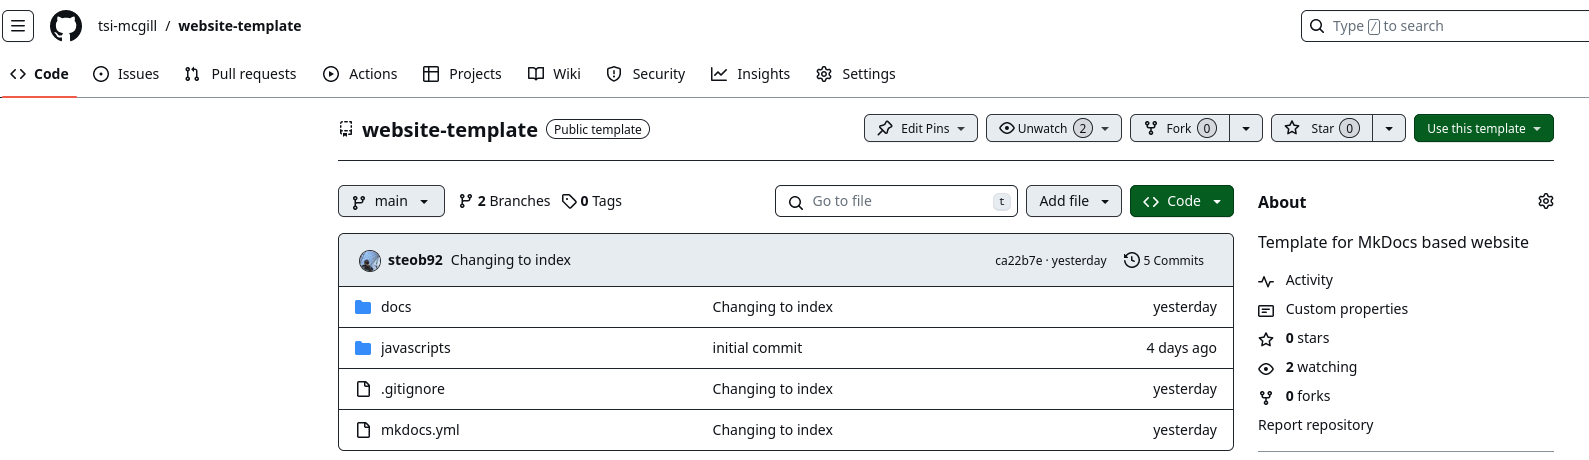 tsi-mcgill / website-template
Type / to search
Code Issues Pull requests Actions Projects Wiki Security Insights Settings
website-template Public template
Edit Pins Unwatch 2 Fork 0 Star 0 Use this template
main 2 Branches 0 Tags Go to file t Add file Code
steob92 Changing to index ca22b7e · yesterday 5 Commits
docs Changing to index yesterday
javascripts initial commit 4 days ago
.gitignore Changing to index yesterday
mkdocs.yml Changing to index yesterday
About
Template for MkDocs based website
Activity
Custom properties
0 stars
2 watching
0 forks
Report repository